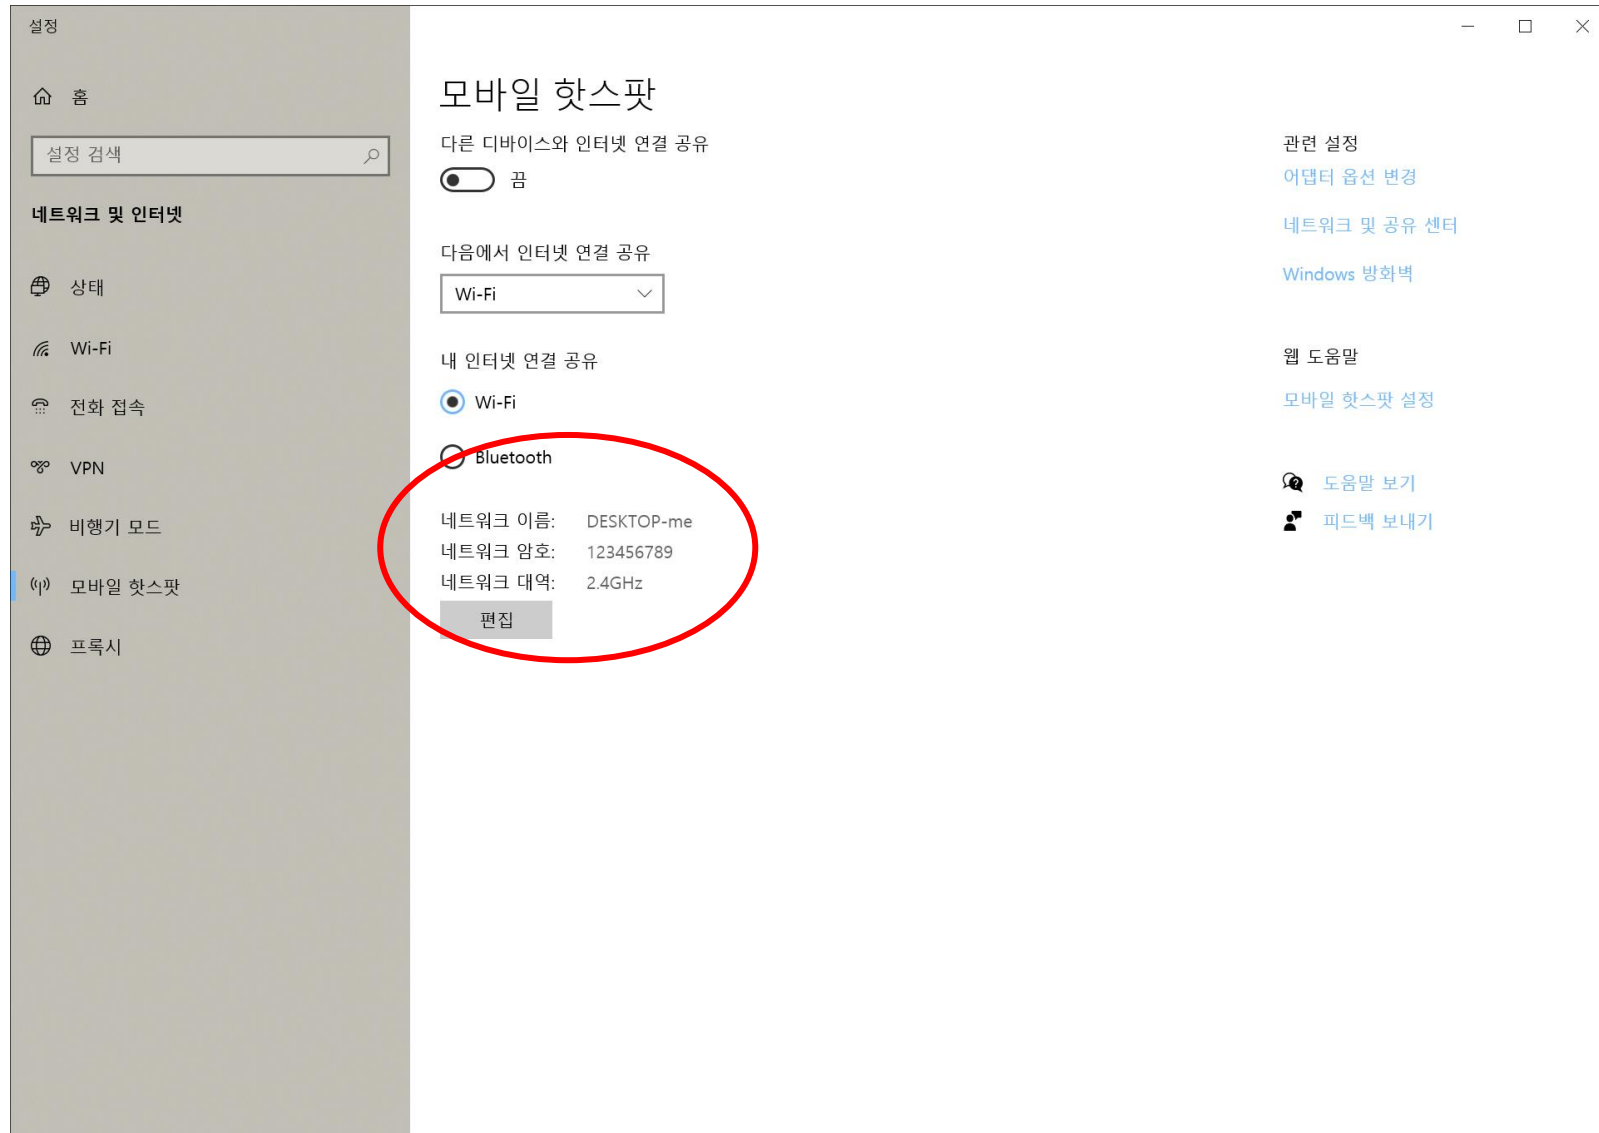 설정
홈
설정 검색
네트워크 및 인터넷
상태
Wi-Fi
전화 접속
VPN
비행기 모드
모바일 핫스팟
프록시
모바일 핫스팟
다른 디바이스와 인터넷 연결 공유
끔
다음에서 인터넷 연결 공유
Wi-Fi
내 인터넷 연결 공유
Wi-Fi
Bluetooth
네트워크 이름: DESKTOP-me
네트워크 암호: 123456789
네트워크 대역: 2.4GHz
편집
관련 설정
어댑터 옵션 변경
네트워크 및 공유 센터
Windows 방화벽
웹 도움말
모바일 핫스팟 설정
도움말 보기
피드백 보내기